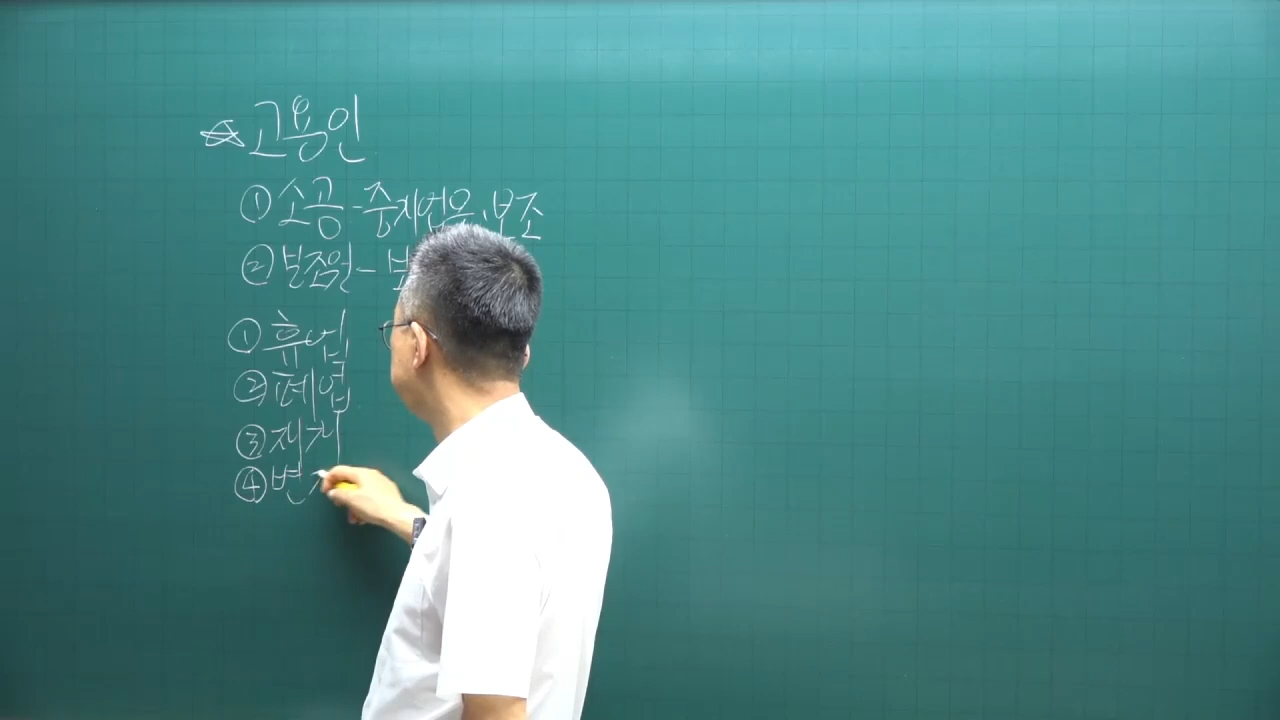 ☆ 고용인
① 소공 - 중개업무 보조
② 보조원 -
① 휴업
② 폐업
③ 재개
④ 변